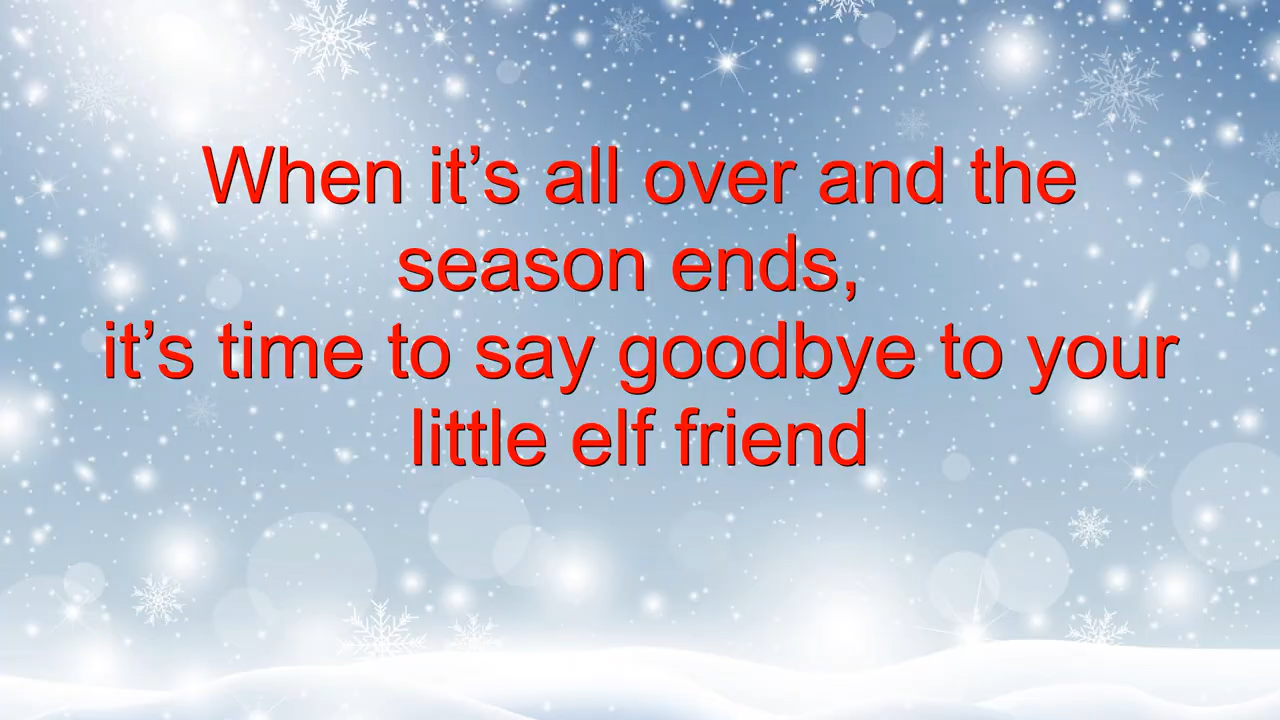 When it’s all over and the
season ends,
it’s time to say goodbye to your
little elf friend